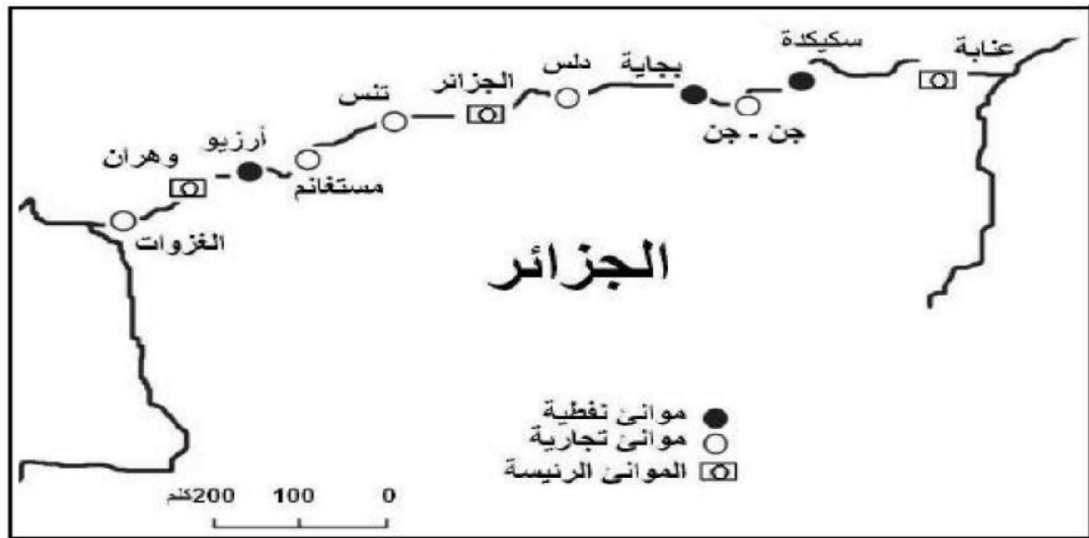 عنابة
سكيكدة
جن - جن
بجاية
دلس
الجزائر
تنس
مستغانم
أرزيو
وهران
الغزوات
الجزائر
موانئ نفطية
موانئ تجارية
الموانئ الرئيسة
0 100 200كلم